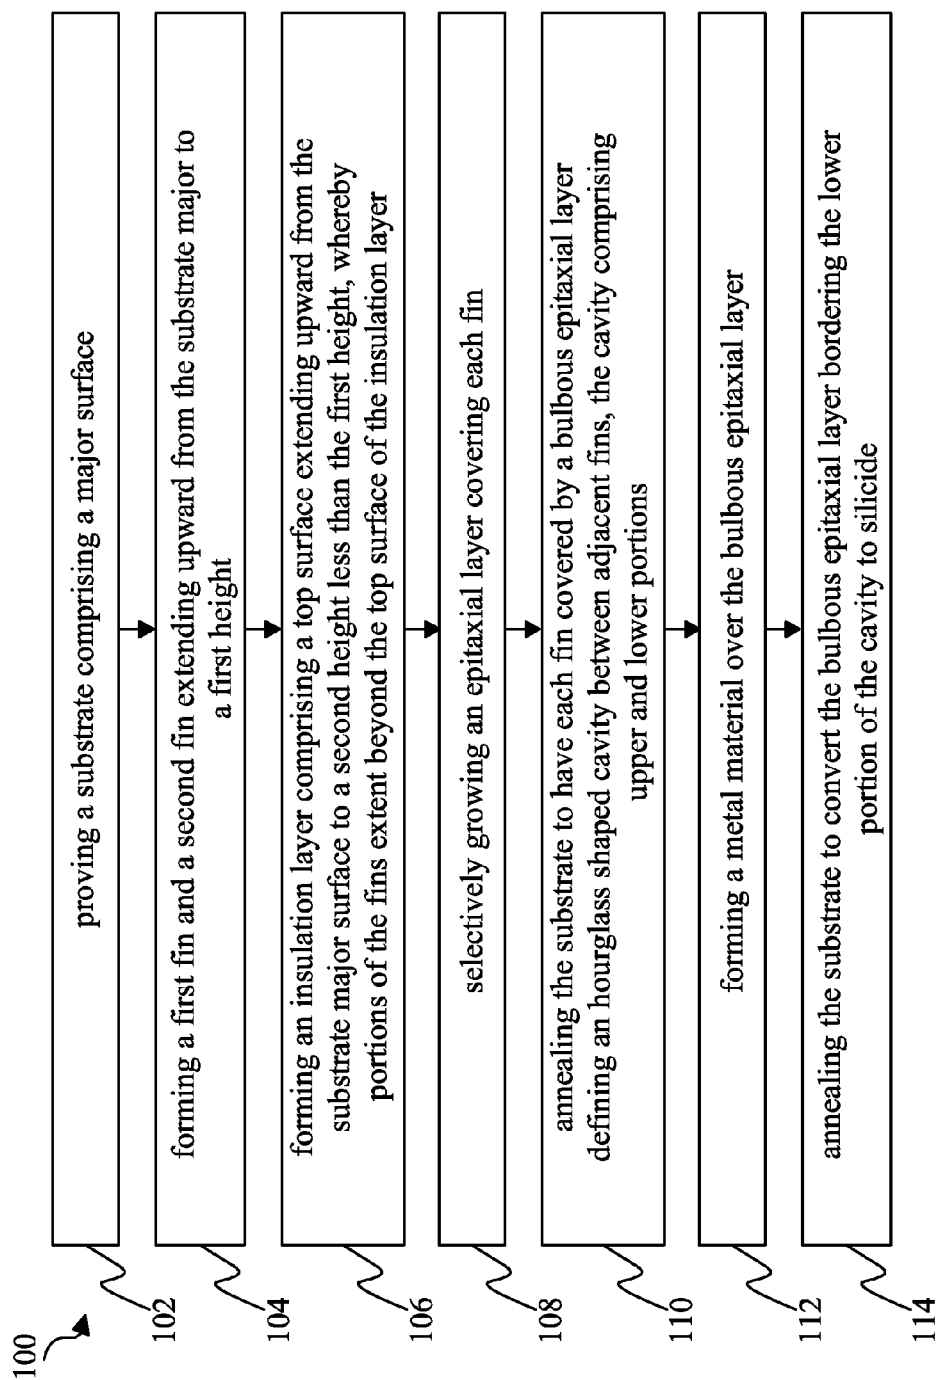 100
proving a substrate comprising a major surface
102
forming a first fin and a second fin extending upward from the substrate major to
a first height
104
forming an insulation layer comprising a top surface extending upward from the
substrate major surface to a second height less than the first height, whereby
portions of the fins extent beyond the top surface of the insulation layer
106
selectively growing an epitaxial layer covering each fin
108
annealing the substrate to have each fin covered by a bulbous epitaxial layer
defining an hourglass shaped cavity between adjacent fins, the cavity comprising
upper and lower portions
110
forming a metal material over the bulbous epitaxial layer
112
annealing the substrate to convert the bulbous epitaxial layer bordering the lower
portion of the cavity to silicide
114